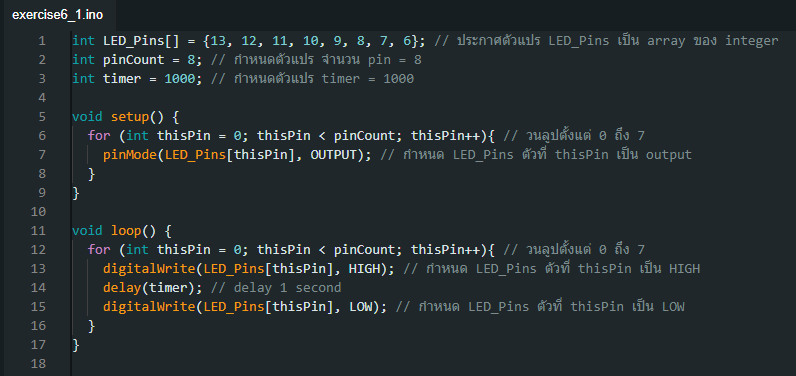 exercise6_1.ino
1 int LED_Pins[] = {13, 12, 11, 10, 9, 8, 7, 6}; // ประกาศตัวแปร LED_Pins เป็น array ของ integer
2 int pinCount = 8; // กำหนดตัวแปร จำนวน pin = 8
3 int timer = 1000; // กำหนดตัวแปร timer = 1000
4
5 void setup() {
6   for (int thisPin = 0; thisPin < pinCount; thisPin++){ // วนลูปตั้งแต่ 0 ถึง 7
7     pinMode(LED_Pins[thisPin], OUTPUT); // กำหนด LED_Pins ตัวที่ thisPin เป็น output
8   }
9 }
10
11 void loop() {
12   for (int thisPin = 0; thisPin < pinCount; thisPin++){ // วนลูปตั้งแต่ 0 ถึง 7
13     digitalWrite(LED_Pins[thisPin], HIGH); // กำหนด LED_Pins ตัวที่ thisPin เป็น HIGH
14     delay(timer); // delay 1 second
15     digitalWrite(LED_Pins[thisPin], LOW); // กำหนด LED_Pins ตัวที่ thisPin เป็น LOW
16   }
17 }
18